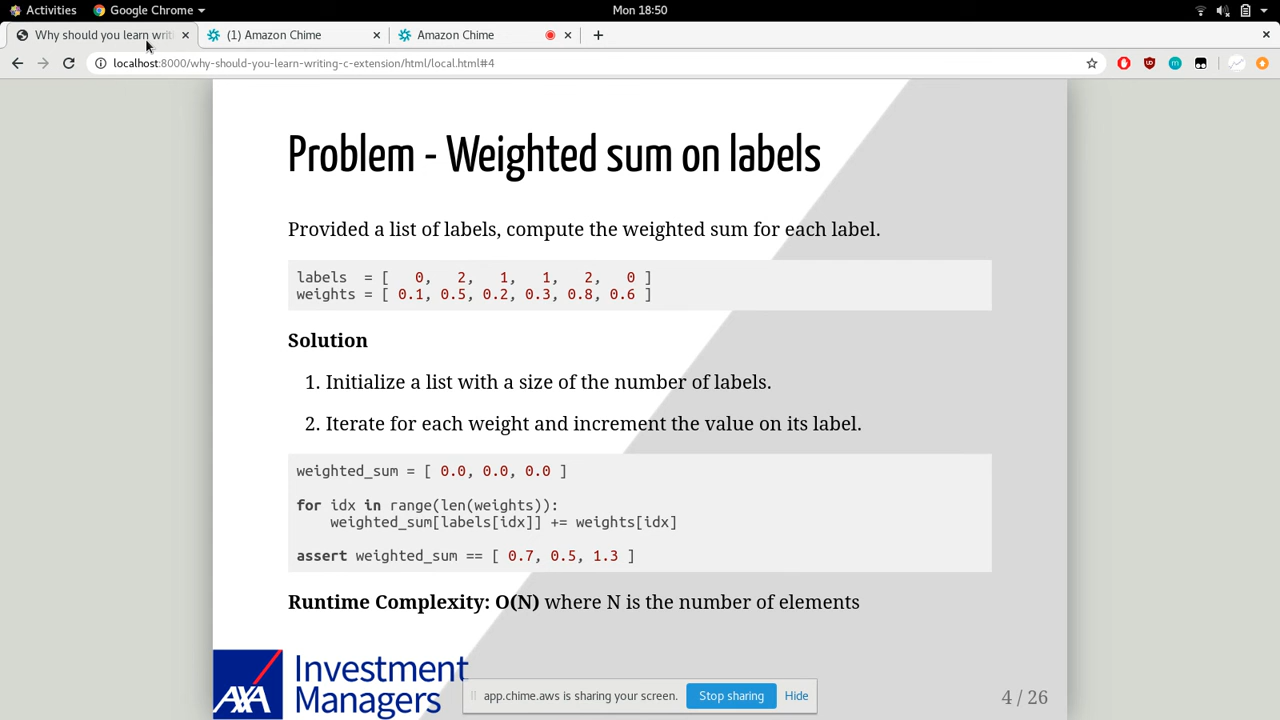 Activities Google Chrome Mon 18:50
Why should you learn writ (1) Amazon Chime Amazon Chime
localhost:8000/why-should-you-learn-writing-c-extension/html/local.html#4
Problem - Weighted sum on labels
Provided a list of labels, compute the weighted sum for each label.
labels = [ 0, 2, 1, 1, 2, 0 ]
weights = [ 0.1, 0.5, 0.2, 0.3, 0.8, 0.6 ]
Solution
1. Initialize a list with a size of the number of labels.
2. Iterate for each weight and increment the value on its label.
weighted_sum = [ 0.0, 0.0, 0.0 ]
for idx in range(len(weights)):
weighted_sum[labels[idx]] += weights[idx]
assert weighted_sum == [ 0.7, 0.5, 1.3 ]
Runtime Complexity: O(N) where N is the number of elements
AXA Investment
Managers
app.chime.aws is sharing your screen. Stop sharing Hide
4 / 26